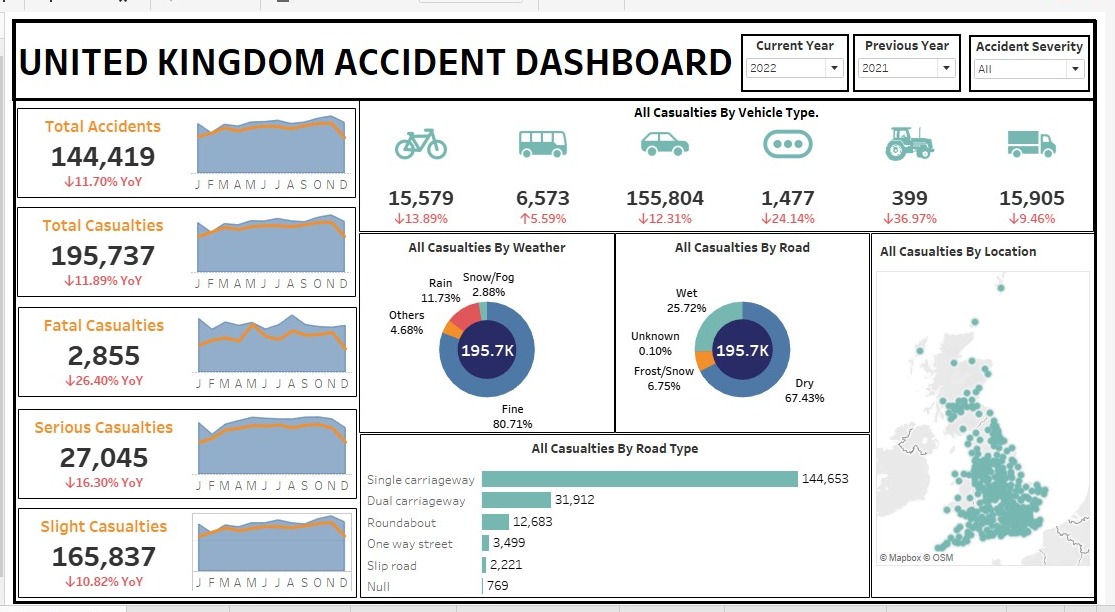 UNITED KINGDOM ACCIDENT DASHBOARD
Current Year
2022
Previous Year
2021
Accident Severity
All
Total Accidents
144,419
↓11.70% YoY
J F M A M J J A S O N D
Total Casualties
195,737
↓11.89% YoY
J F M A M J J A S O N D
Fatal Casualties
2,855
↓26.40% YoY
J F M A M J J A S O N D
Serious Casualties
27,045
↓16.30% YoY
J F M A M J J A S O N D
Slight Casualties
165,837
↓10.82% YoY
J F M A M J J A S O N D
All Casualties By Vehicle Type.
15,579 6,573 155,804 1,477 399 15,905
↓13.89% ↑5.59% ↓12.31% ↓24.14% ↓36.97% ↓9.46%
All Casualties By Weather
Snow/Fog
2.88%
Rain
11.73%
Others
4.68%
195.7K
Fine
80.71%
All Casualties By Road
Wet
25.72%
Unknown
0.10%
Frost/Snow
6.75%
195.7K
Dry
67.43%
All Casualties By Road Type
Single carriageway 144,653
Dual carriageway 31,912
Roundabout 12,683
One way street 3,499
Slip road 2,221
Null 769
All Casualties By Location
© Mapbox © OSM